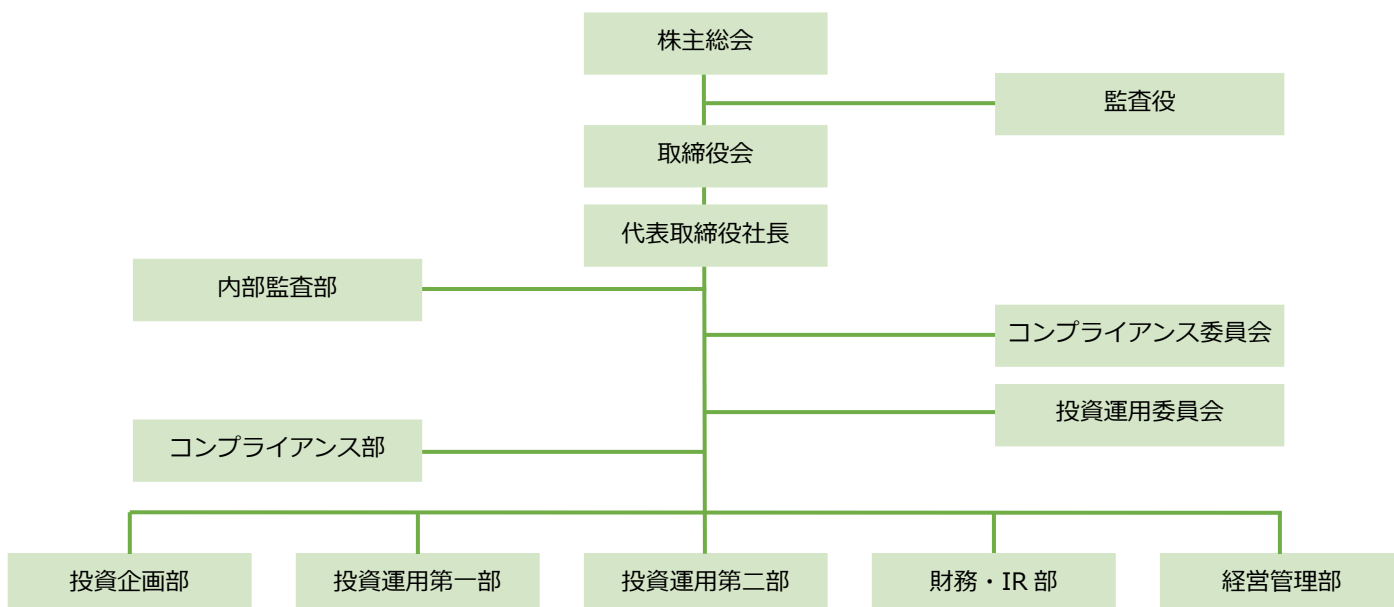 株主総会
監査役
取締役会
代表取締役社長
内部監査部
コンプライアンス委員会
投資運用委員会
コンプライアンス部
投資企画部
投資運用第一部
投資運用第二部
財務・IR 部
経営管理部